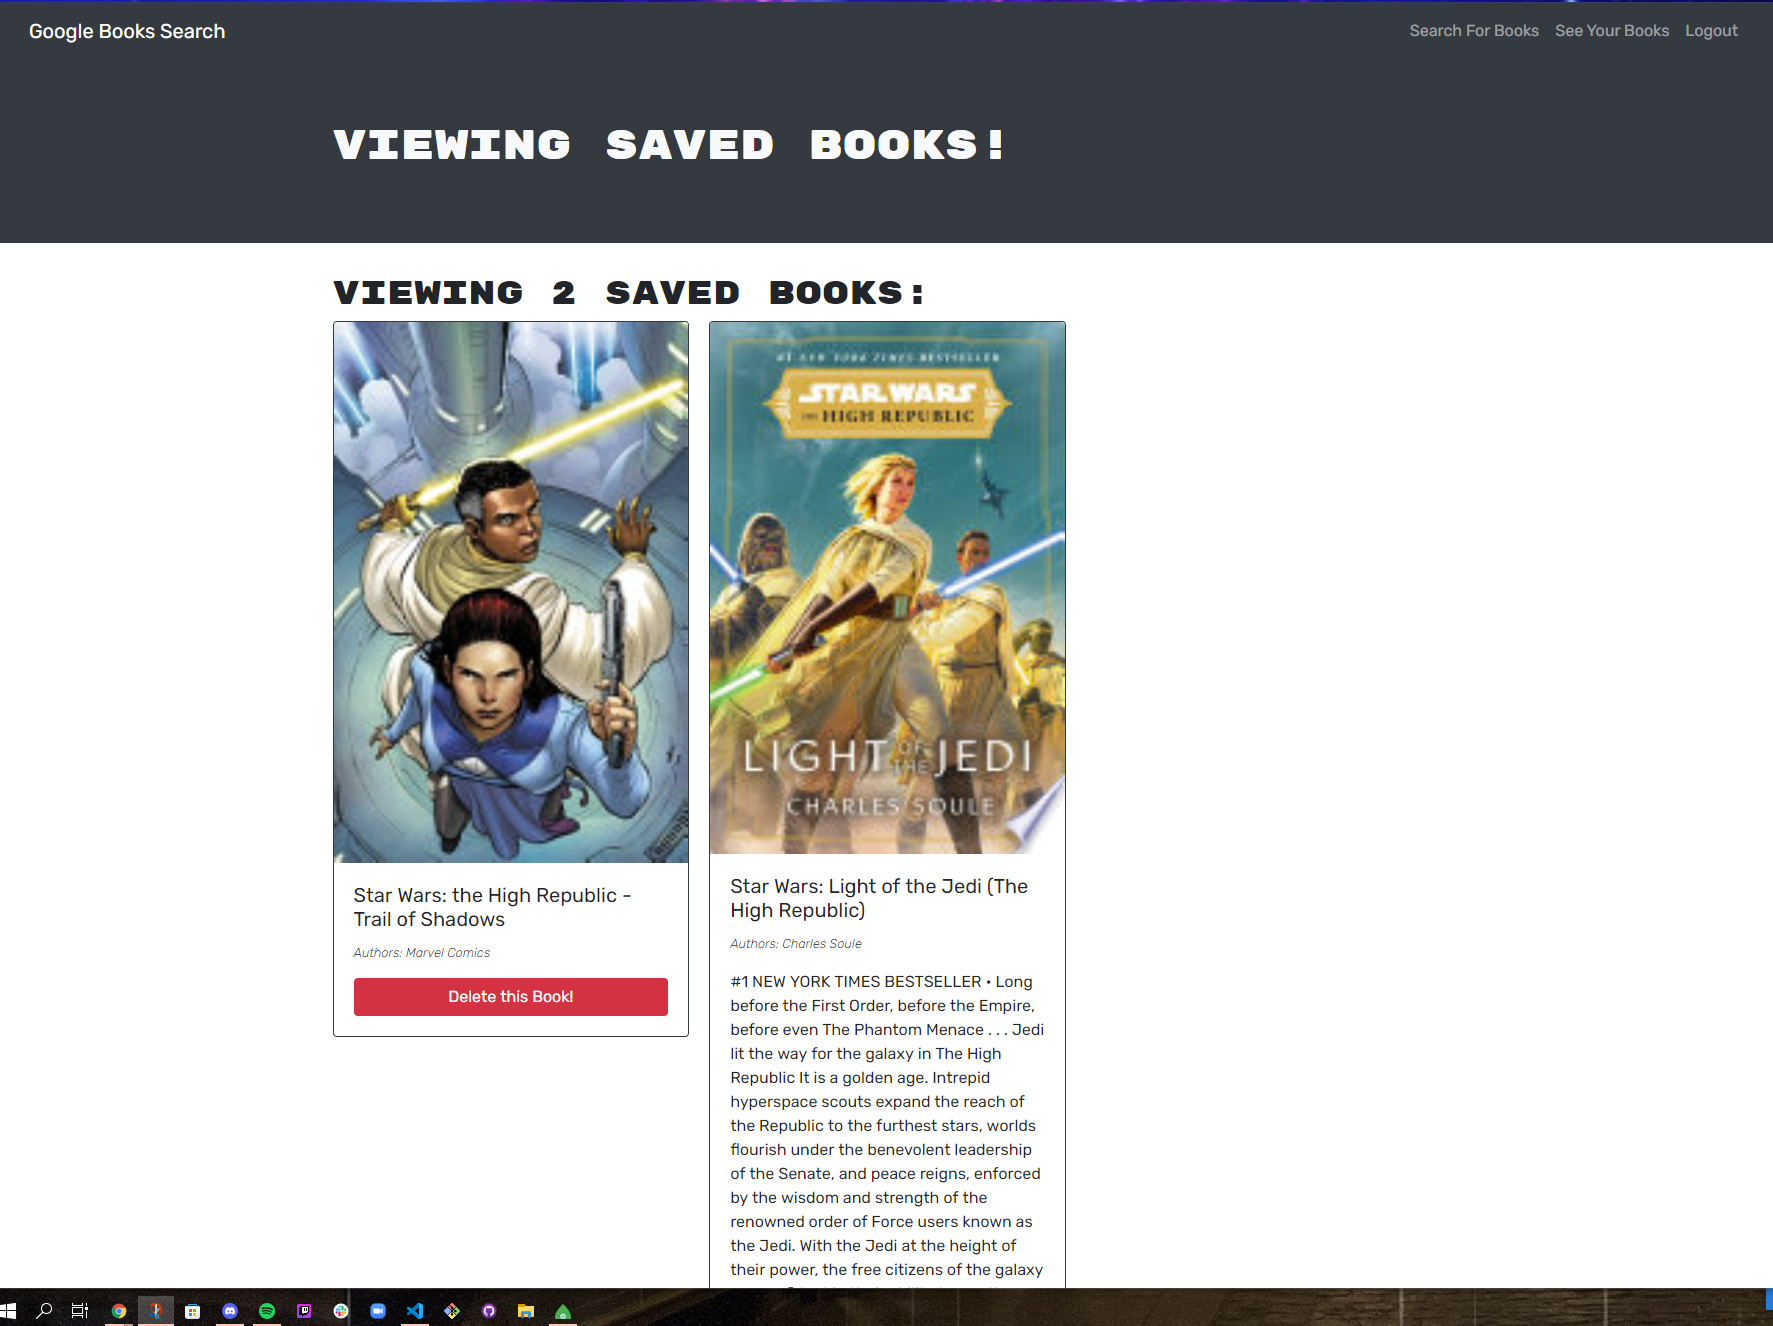 Google Books Search
Search For Books
See Your Books
Logout
VIEWING SAVED BOOKS!
VIEWING 2 SAVED BOOKS:
#1 NEW YORK TIMES BESTSELLER
STAR WARS
THE HIGH REPUBLIC
LIGHT OF THE JEDI
CHARLES SOULE
Star Wars: the High Republic -
Trail of Shadows
Authors: Marvel Comics
Delete this Book!
Star Wars: Light of the Jedi (The
High Republic)
Authors: Charles Soule
#1 NEW YORK TIMES BESTSELLER • Long
before the First Order, before the Empire,
before even The Phantom Menace . . . Jedi
lit the way for the galaxy in The High
Republic It is a golden age. Intrepid
hyperspace scouts expand the reach of
the Republic to the furthest stars, worlds
flourish under the benevolent leadership
of the Senate, and peace reigns, enforced
by the wisdom and strength of the
renowned order of Force users known as
the Jedi. With the Jedi at the height of
their power, the free citizens of the galaxy